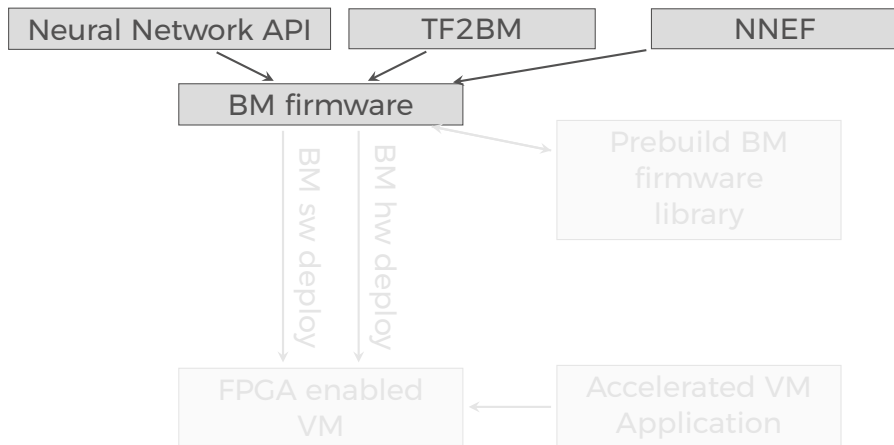 Neural Network API
TF2BM
NNEF
BM firmware
BM sw deploy
BM hw deploy
Prebuild BM
firmware
library
FPGA enabled
VM
Accelerated VM
Application